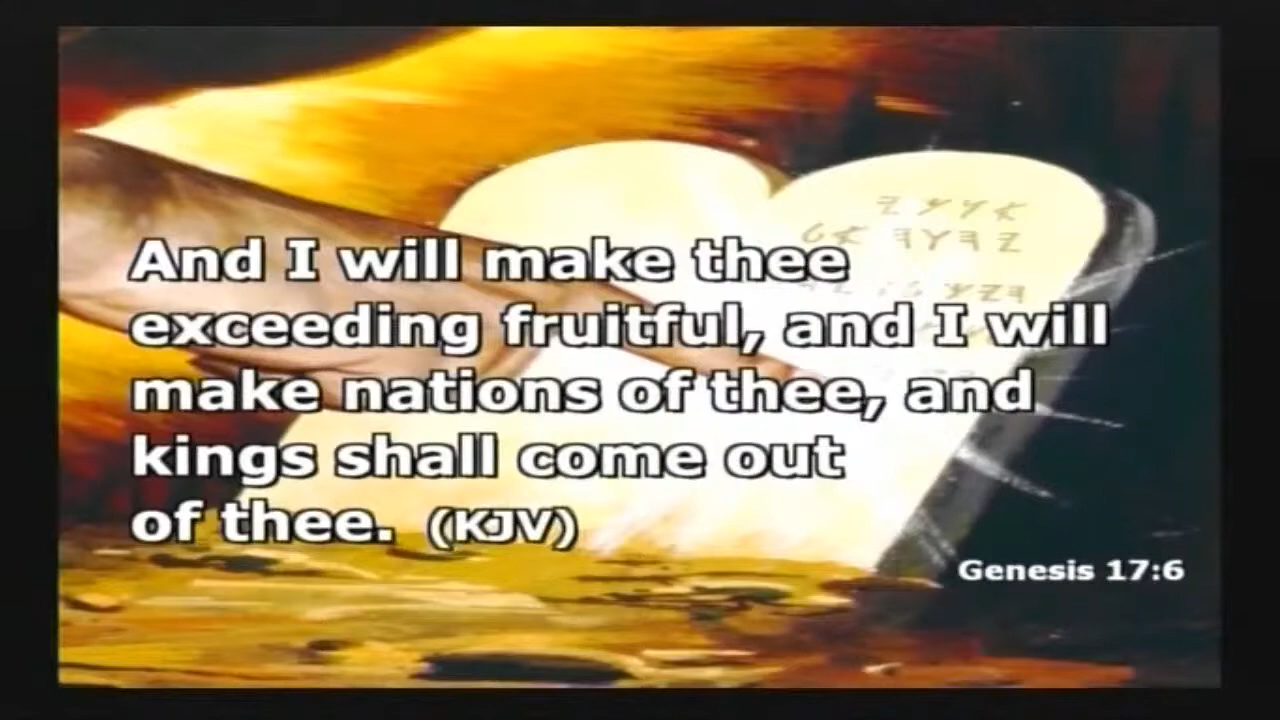 And I will make thee
exceeding fruitful, and I will
make nations of thee, and
kings shall come out
of thee. (KJV)
Genesis 17:6